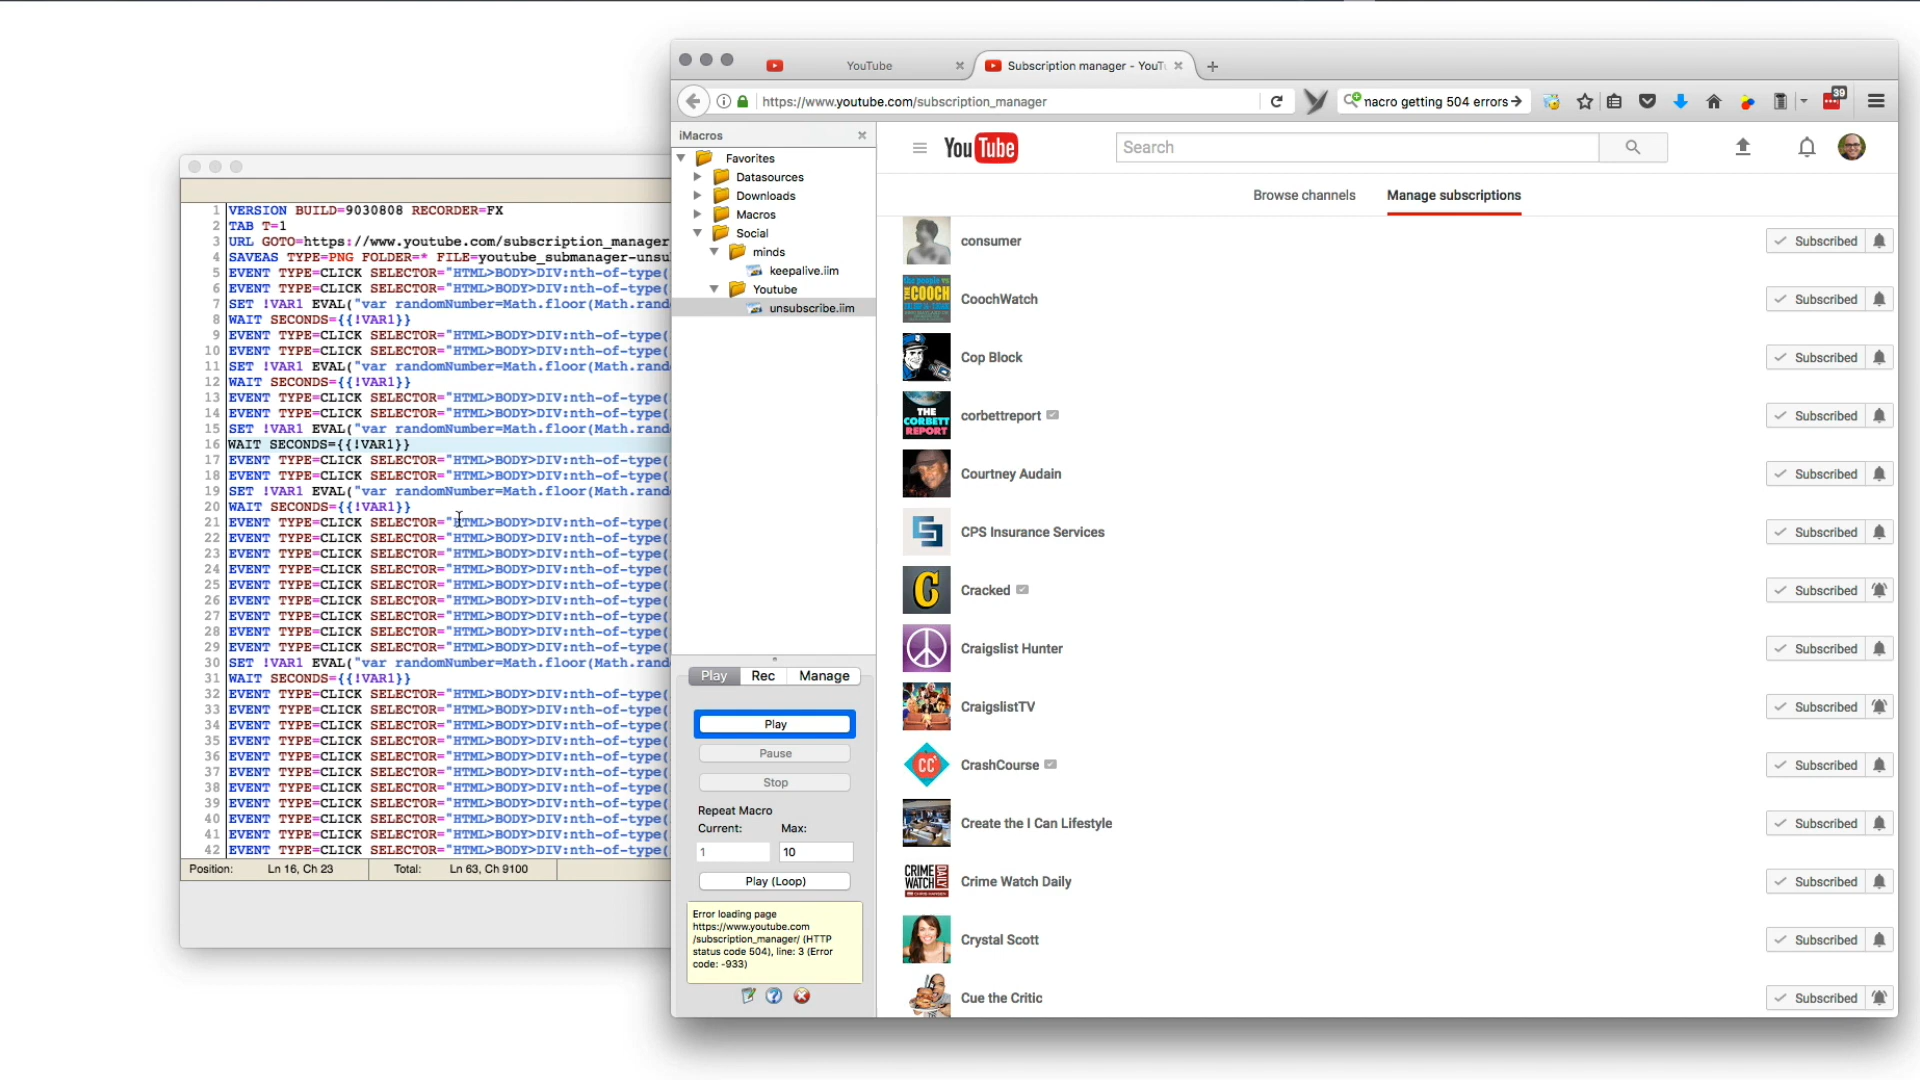 1 VERSION BUILD=9030808 RECORDER=FX
2 TAB T=1
3 URL GOTO=https://www.youtube.com/subscription_manager
4 SAVEAS TYPE=PNG FOLDER=* FILE=youtube_submanager-unsu
5 EVENT TYPE=CLICK SELECTOR="HTML>BODY>DIV:nth-of-type(
6 EVENT TYPE=CLICK SELECTOR="HTML>BODY>DIV:nth-of-type(
7 SET !VAR1 EVAL("var randomNumber=Math.floor(Math.rand
8 WAIT SECONDS={{!VAR1}}
9 EVENT TYPE=CLICK SELECTOR="HTML>BODY>DIV:nth-of-type(
10 EVENT TYPE=CLICK SELECTOR="HTML>BODY>DIV:nth-of-type(
11 SET !VAR1 EVAL("var randomNumber=Math.floor(Math.rand
12 WAIT SECONDS={{!VAR1}}
13 EVENT TYPE=CLICK SELECTOR="HTML>BODY>DIV:nth-of-type(
14 EVENT TYPE=CLICK SELECTOR="HTML>BODY>DIV:nth-of-type(
15 SET !VAR1 EVAL("var randomNumber=Math.floor(Math.rand
16 WAIT SECONDS={{!VAR1}}
17 EVENT TYPE=CLICK SELECTOR="HTML>BODY>DIV:nth-of-type(
18 EVENT TYPE=CLICK SELECTOR="HTML>BODY>DIV:nth-of-type(
19 SET !VAR1 EVAL("var randomNumber=Math.floor(Math.rand
20 WAIT SECONDS={{!VAR1}}
21 EVENT TYPE=CLICK SELECTOR="HTML>BODY>DIV:nth-of-type(
22 EVENT TYPE=CLICK SELECTOR="HTML>BODY>DIV:nth-of-type(
23 EVENT TYPE=CLICK SELECTOR="HTML>BODY>DIV:nth-of-type(
24 EVENT TYPE=CLICK SELECTOR="HTML>BODY>DIV:nth-of-type(
25 EVENT TYPE=CLICK SELECTOR="HTML>BODY>DIV:nth-of-type(
26 EVENT TYPE=CLICK SELECTOR="HTML>BODY>DIV:nth-of-type(
27 EVENT TYPE=CLICK SELECTOR="HTML>BODY>DIV:nth-of-type(
28 EVENT TYPE=CLICK SELECTOR="HTML>BODY>DIV:nth-of-type(
29 EVENT TYPE=CLICK SELECTOR="HTML>BODY>DIV:nth-of-type(
30 SET !VAR1 EVAL("var randomNumber=Math.floor(Math.rand
31 WAIT SECONDS={{!VAR1}}
32 EVENT TYPE=CLICK SELECTOR="HTML>BODY>DIV:nth-of-type(
33 EVENT TYPE=CLICK SELECTOR="HTML>BODY>DIV:nth-of-type(
34 EVENT TYPE=CLICK SELECTOR="HTML>BODY>DIV:nth-of-type(
35 EVENT TYPE=CLICK SELECTOR="HTML>BODY>DIV:nth-of-type(
36 EVENT TYPE=CLICK SELECTOR="HTML>BODY>DIV:nth-of-type(
37 EVENT TYPE=CLICK SELECTOR="HTML>BODY>DIV:nth-of-type(
38 EVENT TYPE=CLICK SELECTOR="HTML>BODY>DIV:nth-of-type(
39 EVENT TYPE=CLICK SELECTOR="HTML>BODY>DIV:nth-of-type(
40 EVENT TYPE=CLICK SELECTOR="HTML>BODY>DIV:nth-of-type(
41 EVENT TYPE=CLICK SELECTOR="HTML>BODY>DIV:nth-of-type(
42 EVENT TYPE=CLICK SELECTOR="HTML>BODY>DIV:nth-of-type(
Position: Ln 16, Ch 23 Total: Ln 63, Ch 9100
YouTube
Subscription manager - YouTu
https://www.youtube.com/subscription_manager
nacro getting 504 errors
39
iMacros
Favorites
Datasources
Downloads
Macros
Social
minds
keepalive.iim
Youtube
unsubscribe.iim
Play Rec Manage
Play
Pause
Stop
Repeat Macro
Current: Max:
1 10
Play (Loop)
Error loading page
https://www.youtube.com
/subscription_manager/ (HTTP
status code 504), line: 3 (Error
code: -933)
YouTube
Search
Browse channels Manage subscriptions
consumer Subscribed
THE COOCH
CoochWatch Subscribed
Cop Block Subscribed
THE
CORBETT
REPORT
corbettreport Subscribed
Courtney Audain Subscribed
CPS Insurance Services Subscribed
C
Cracked Subscribed
Craigslist Hunter Subscribed
CraigslistTV Subscribed
CC
CrashCourse Subscribed
Create the I Can Lifestyle Subscribed
CRIME
WATCH
DAILY
Crime Watch Daily Subscribed
Crystal Scott Subscribed
Cue the Critic Subscribed